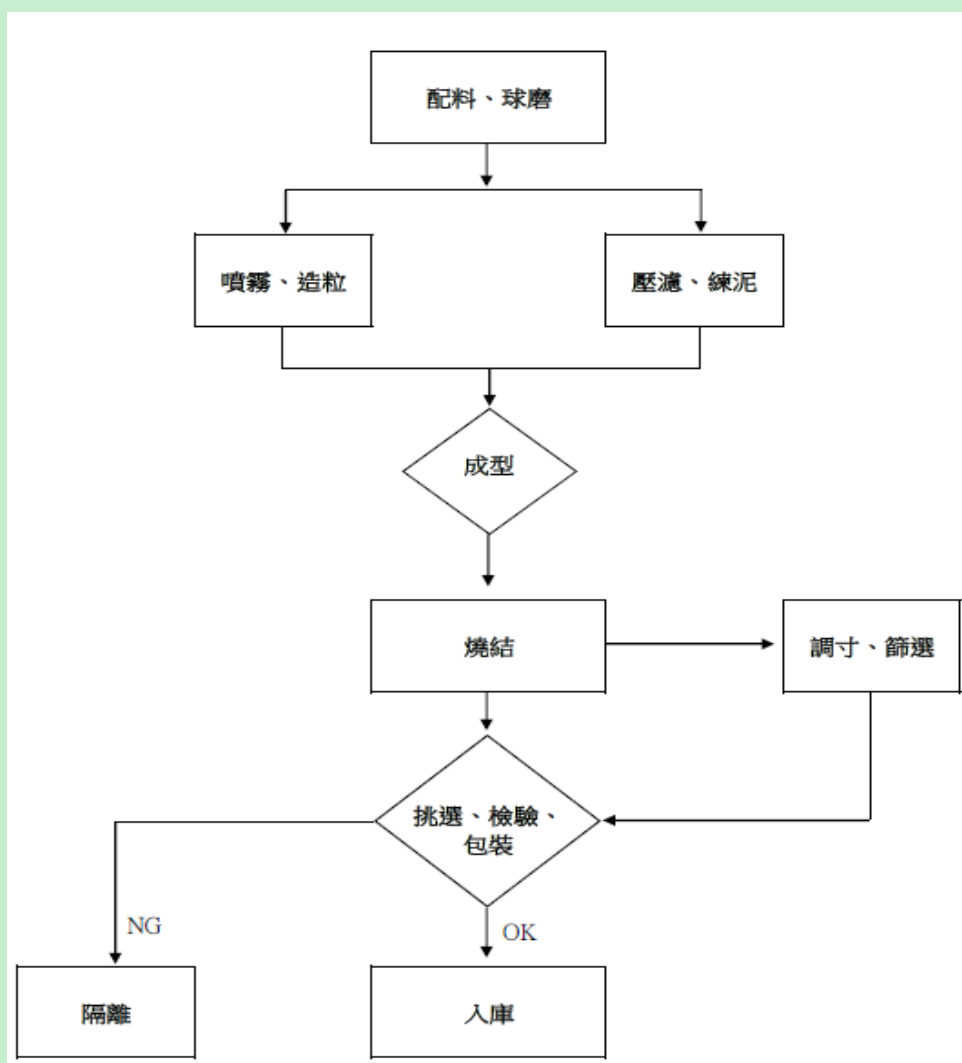 配料、球磨
噴霧、造粒
壓濾、練泥
成型
燒結
調寸、篩選
挑選、檢驗、
包裝
NG
OK
隔離
入庫